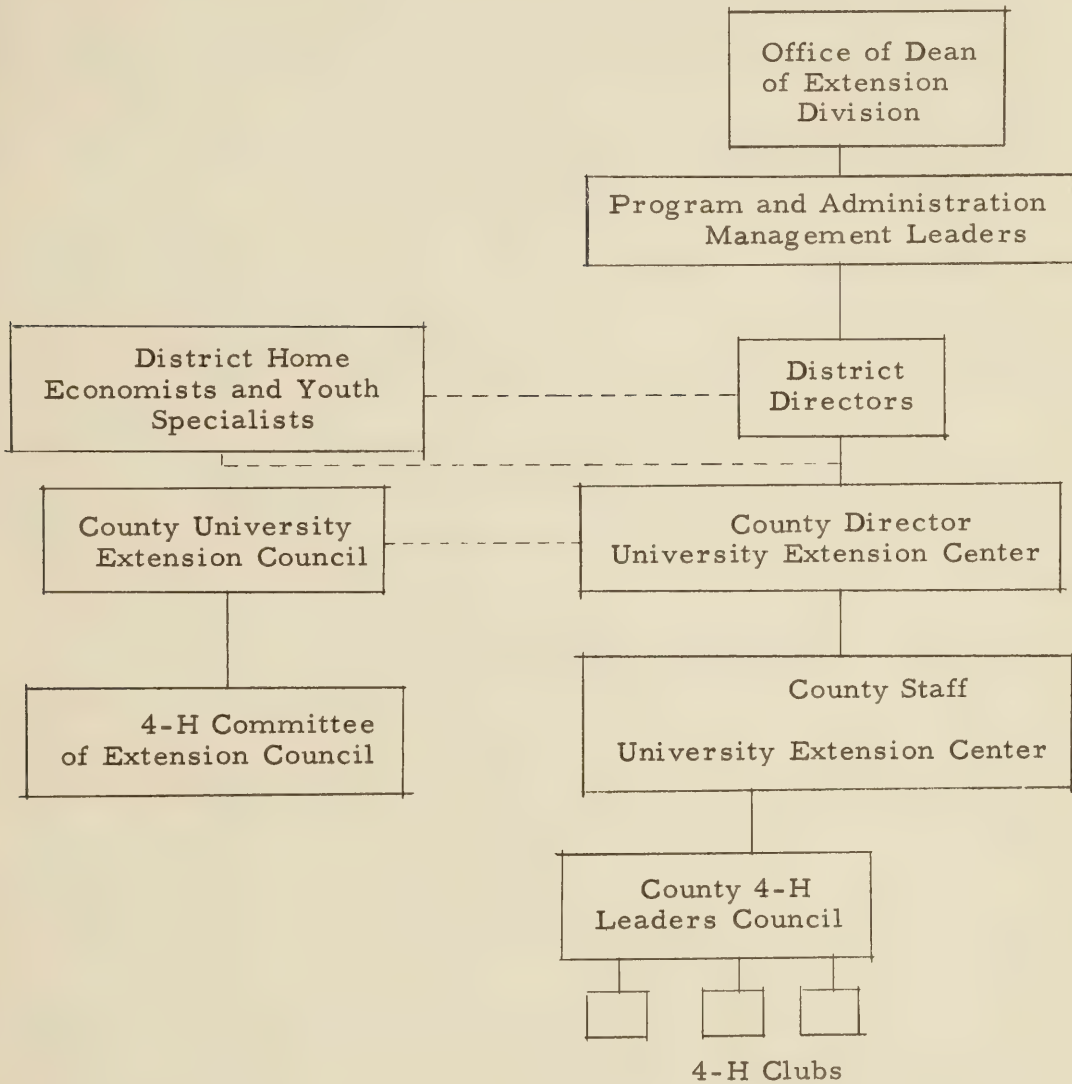 Office of Dean
of Extension
Division
Program and Administration
Management Leaders
District Home
Economists and Youth
Specialists
District
Directors
County University
Extension Council
County Director
University Extension Center
4-H Committee
of Extension Council
County Staff
University Extension Center
County 4-H
Leaders Council
4-H Clubs